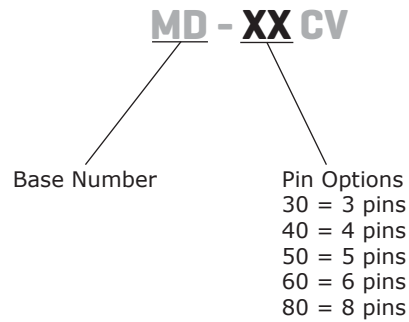 MD - XX CV
Base Number
Pin Options
30 = 3 pins
40 = 4 pins
50 = 5 pins
60 = 6 pins
80 = 8 pins